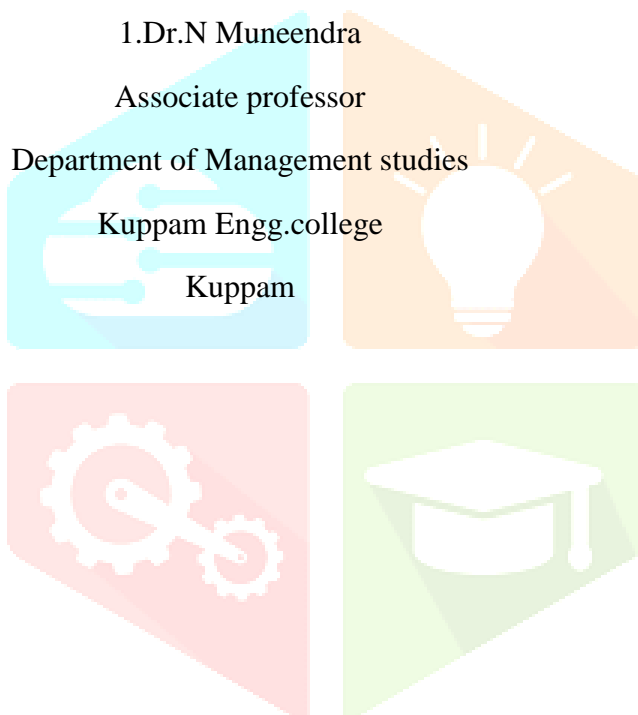 1.Dr.N Muneendra
Associate professor
Department of Management studies
Kuppam Engg.college
Kuppam